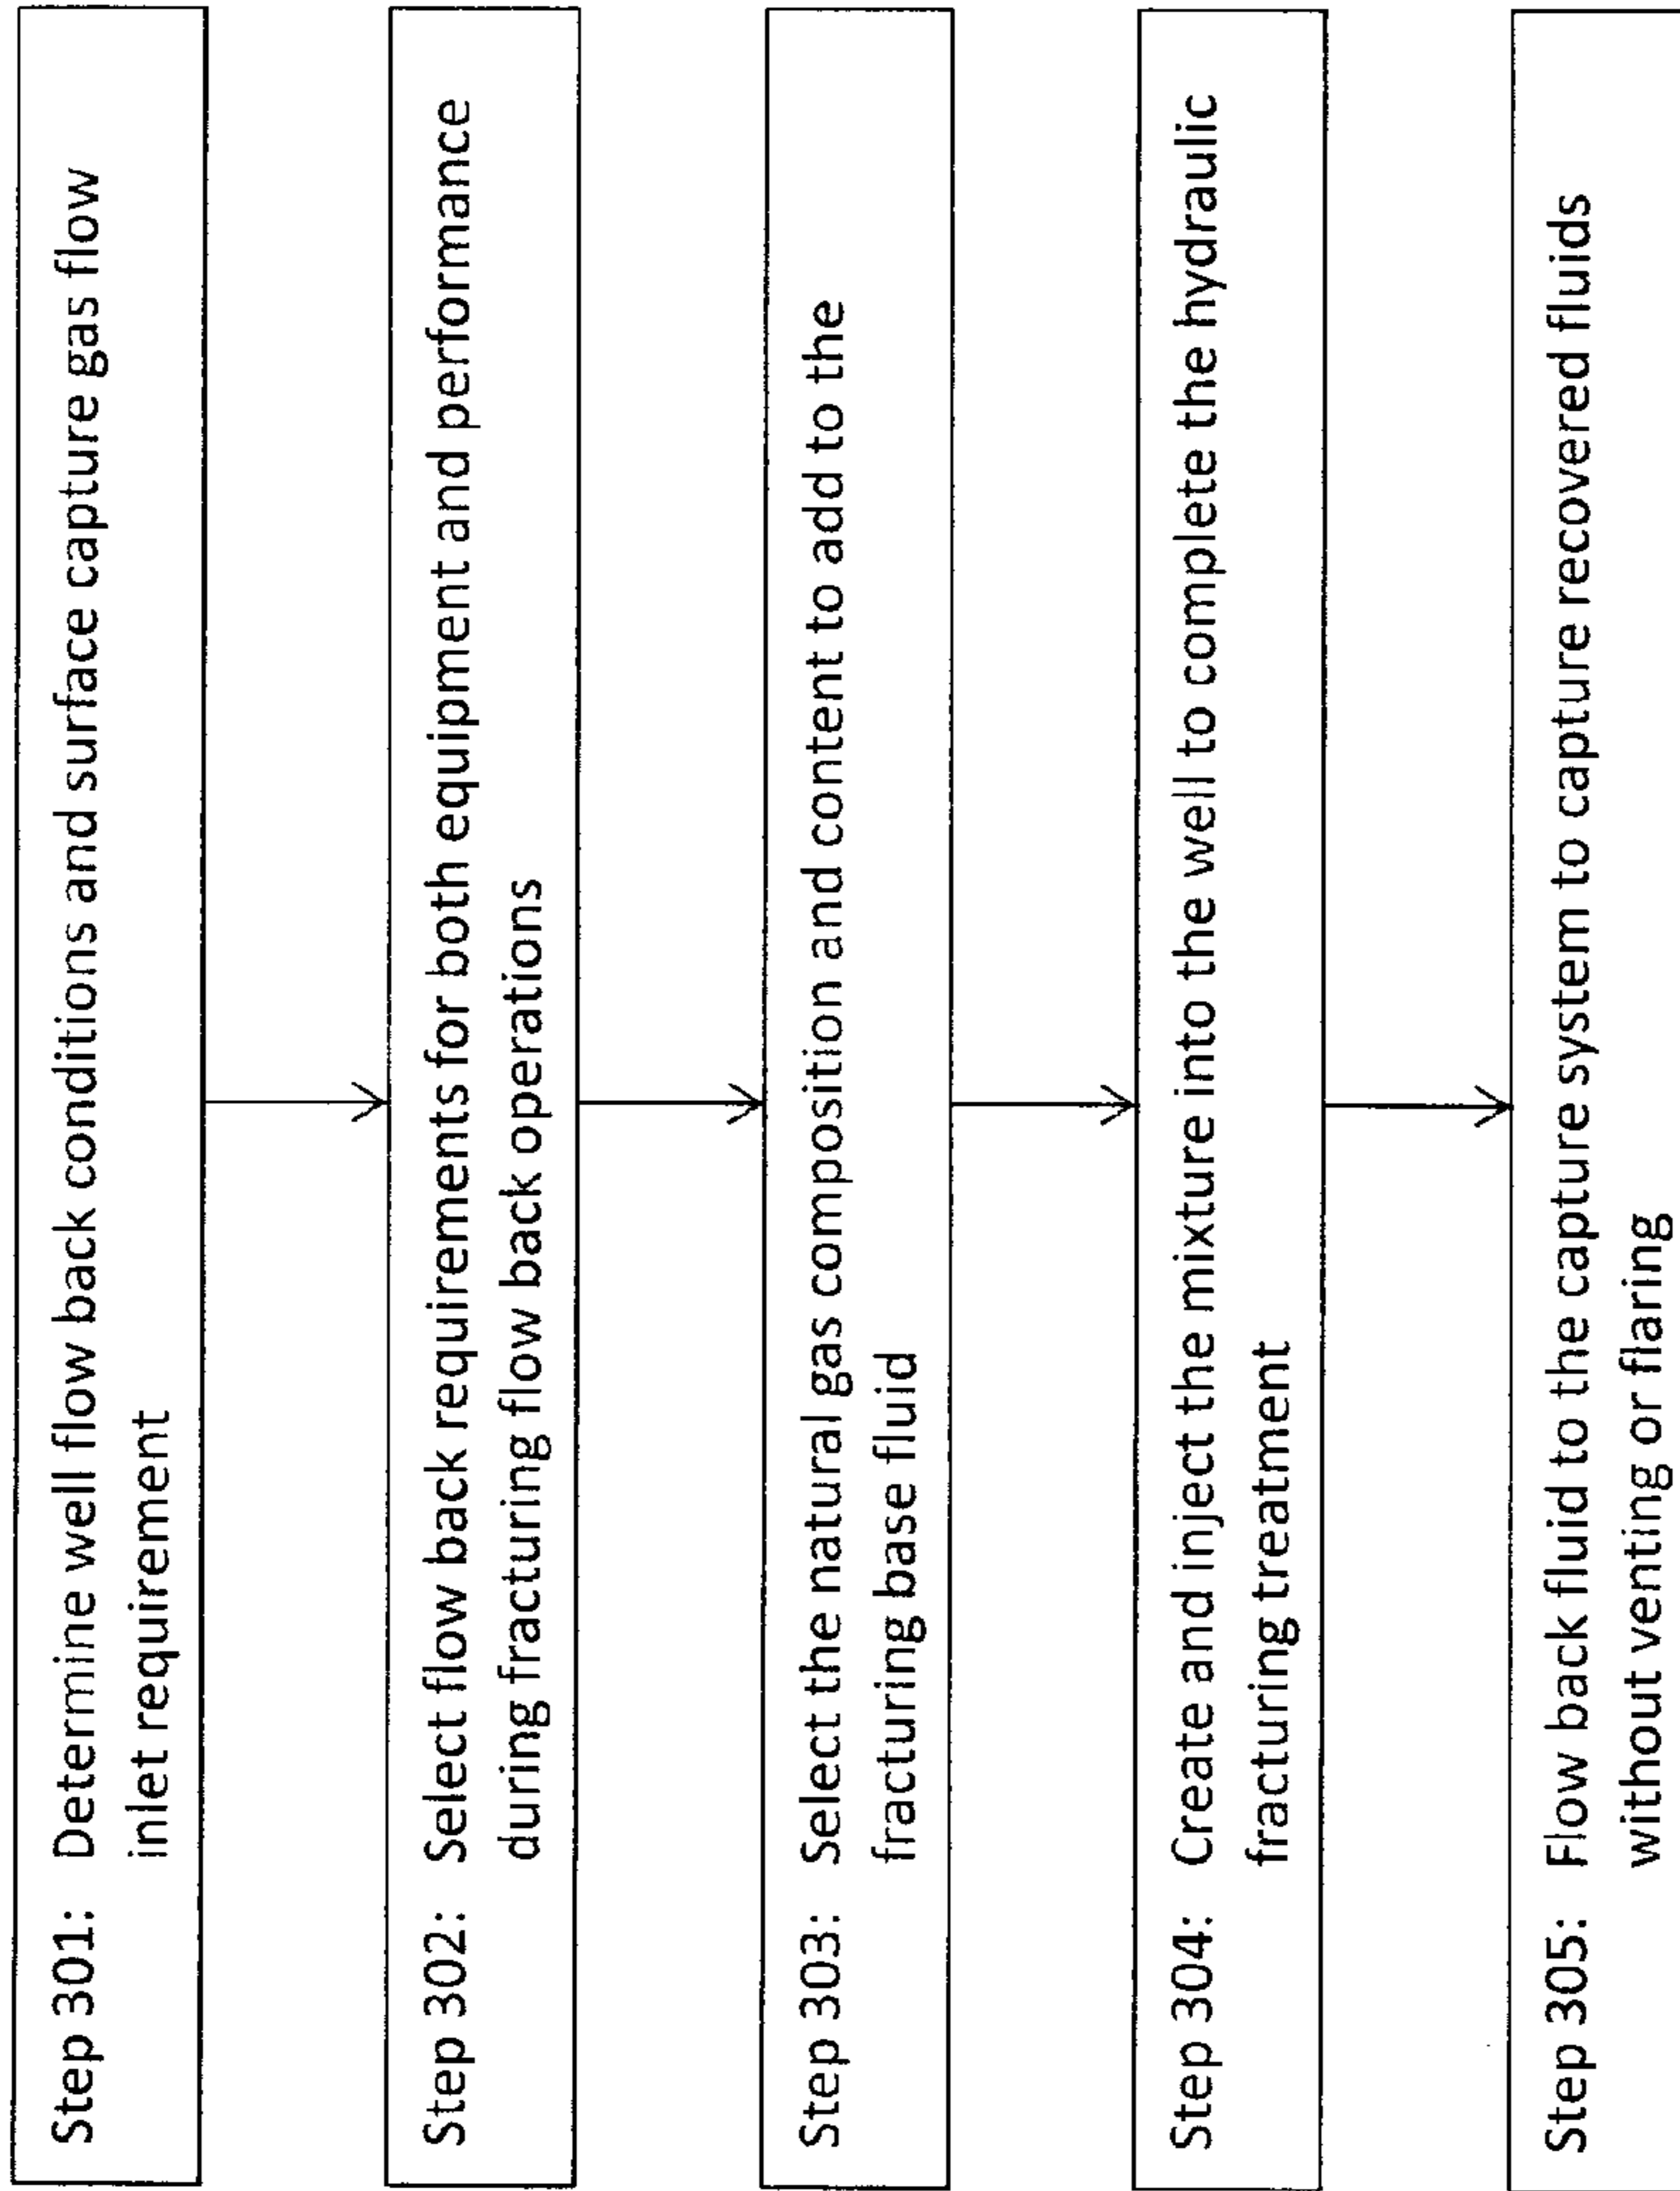 Step 301: Determine well flow back conditions and surface capture gas flow
inlet requirement
Step 302: Select flow back requirements for both equipment and performance
during fracturing flow back operations
Step 303: Select the natural gas composition and content to add to the
fracturing base fluid
Step 304: Create and inject the mixture into the well to complete the hydraulic
fracturing treatment
Step 305: Flow back fluid to the capture system to capture recovered fluids
without venting or flaring